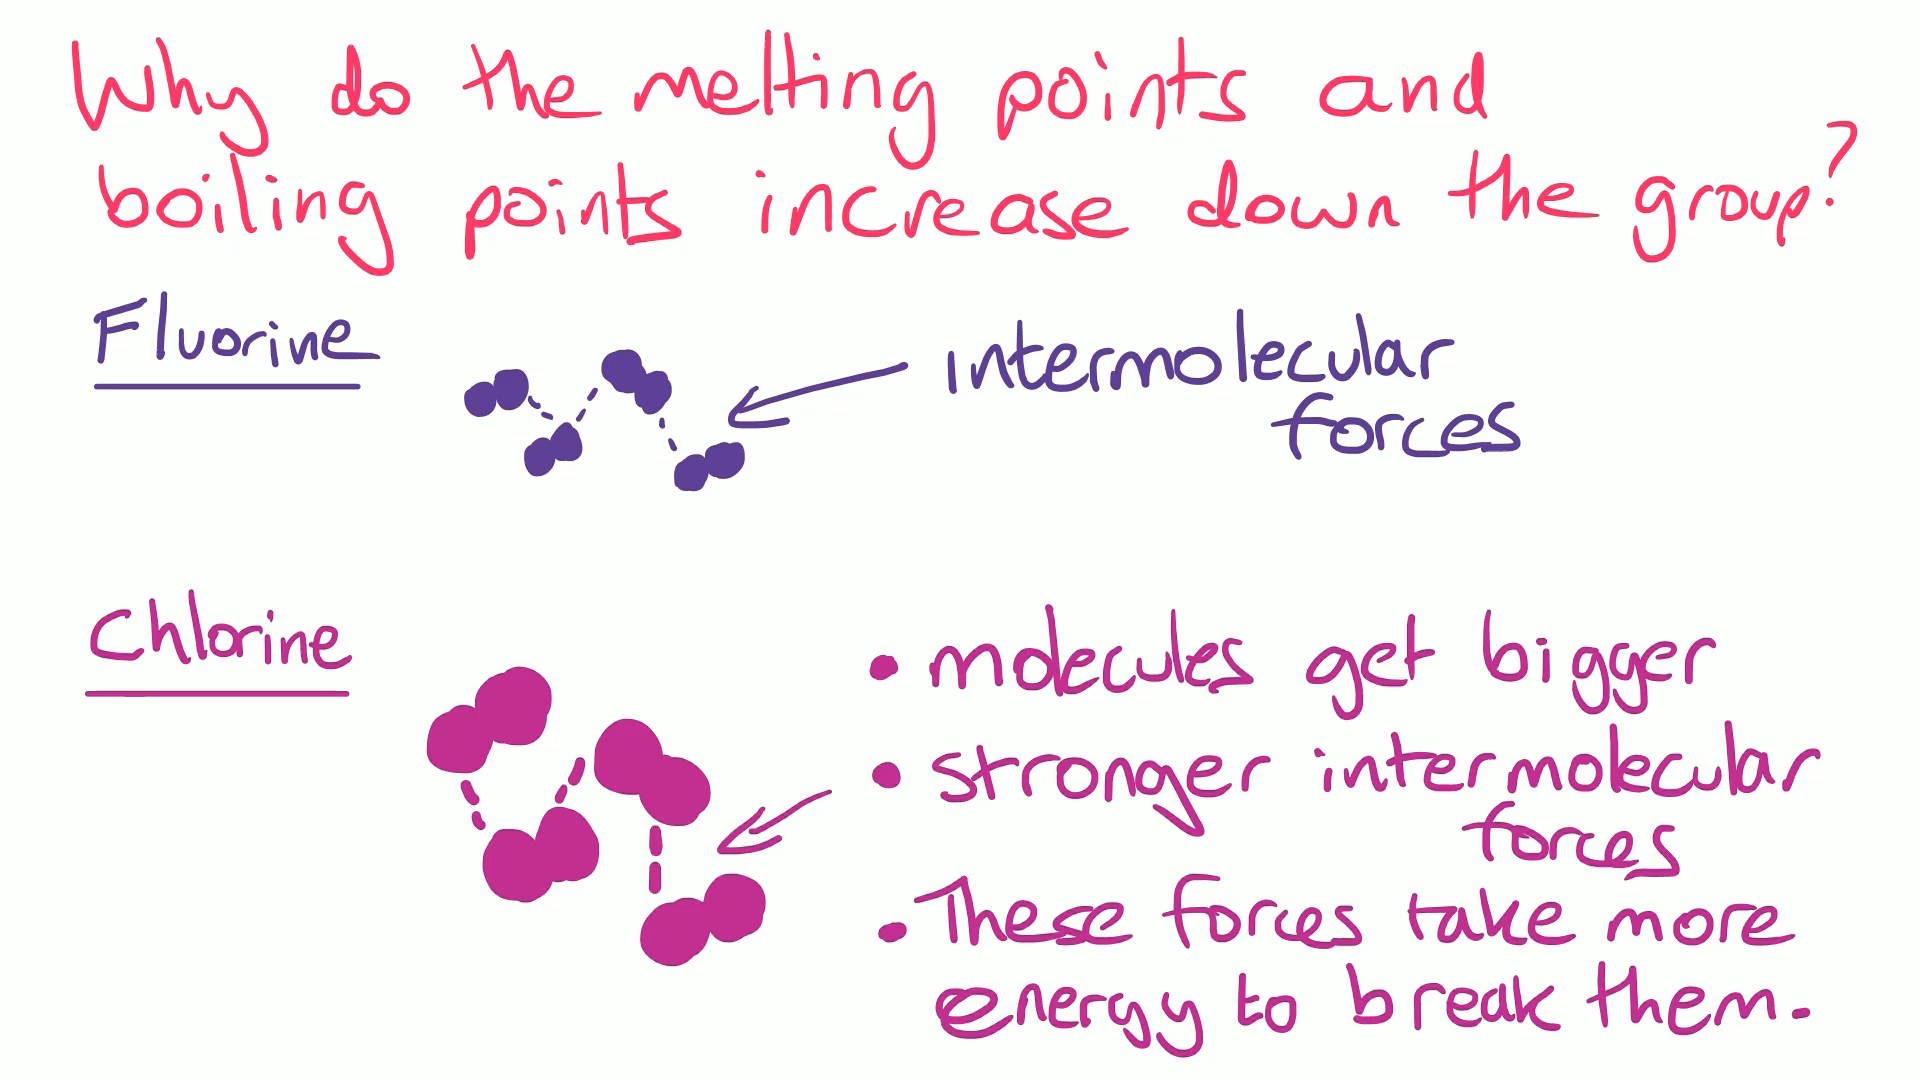 Why do the melting points and
boiling points increase down the group?
Fluorine
intermolecular
forces
Chlorine
• molecules get bigger
• stronger intermolecular
forces
• These forces take more
energy to break them.